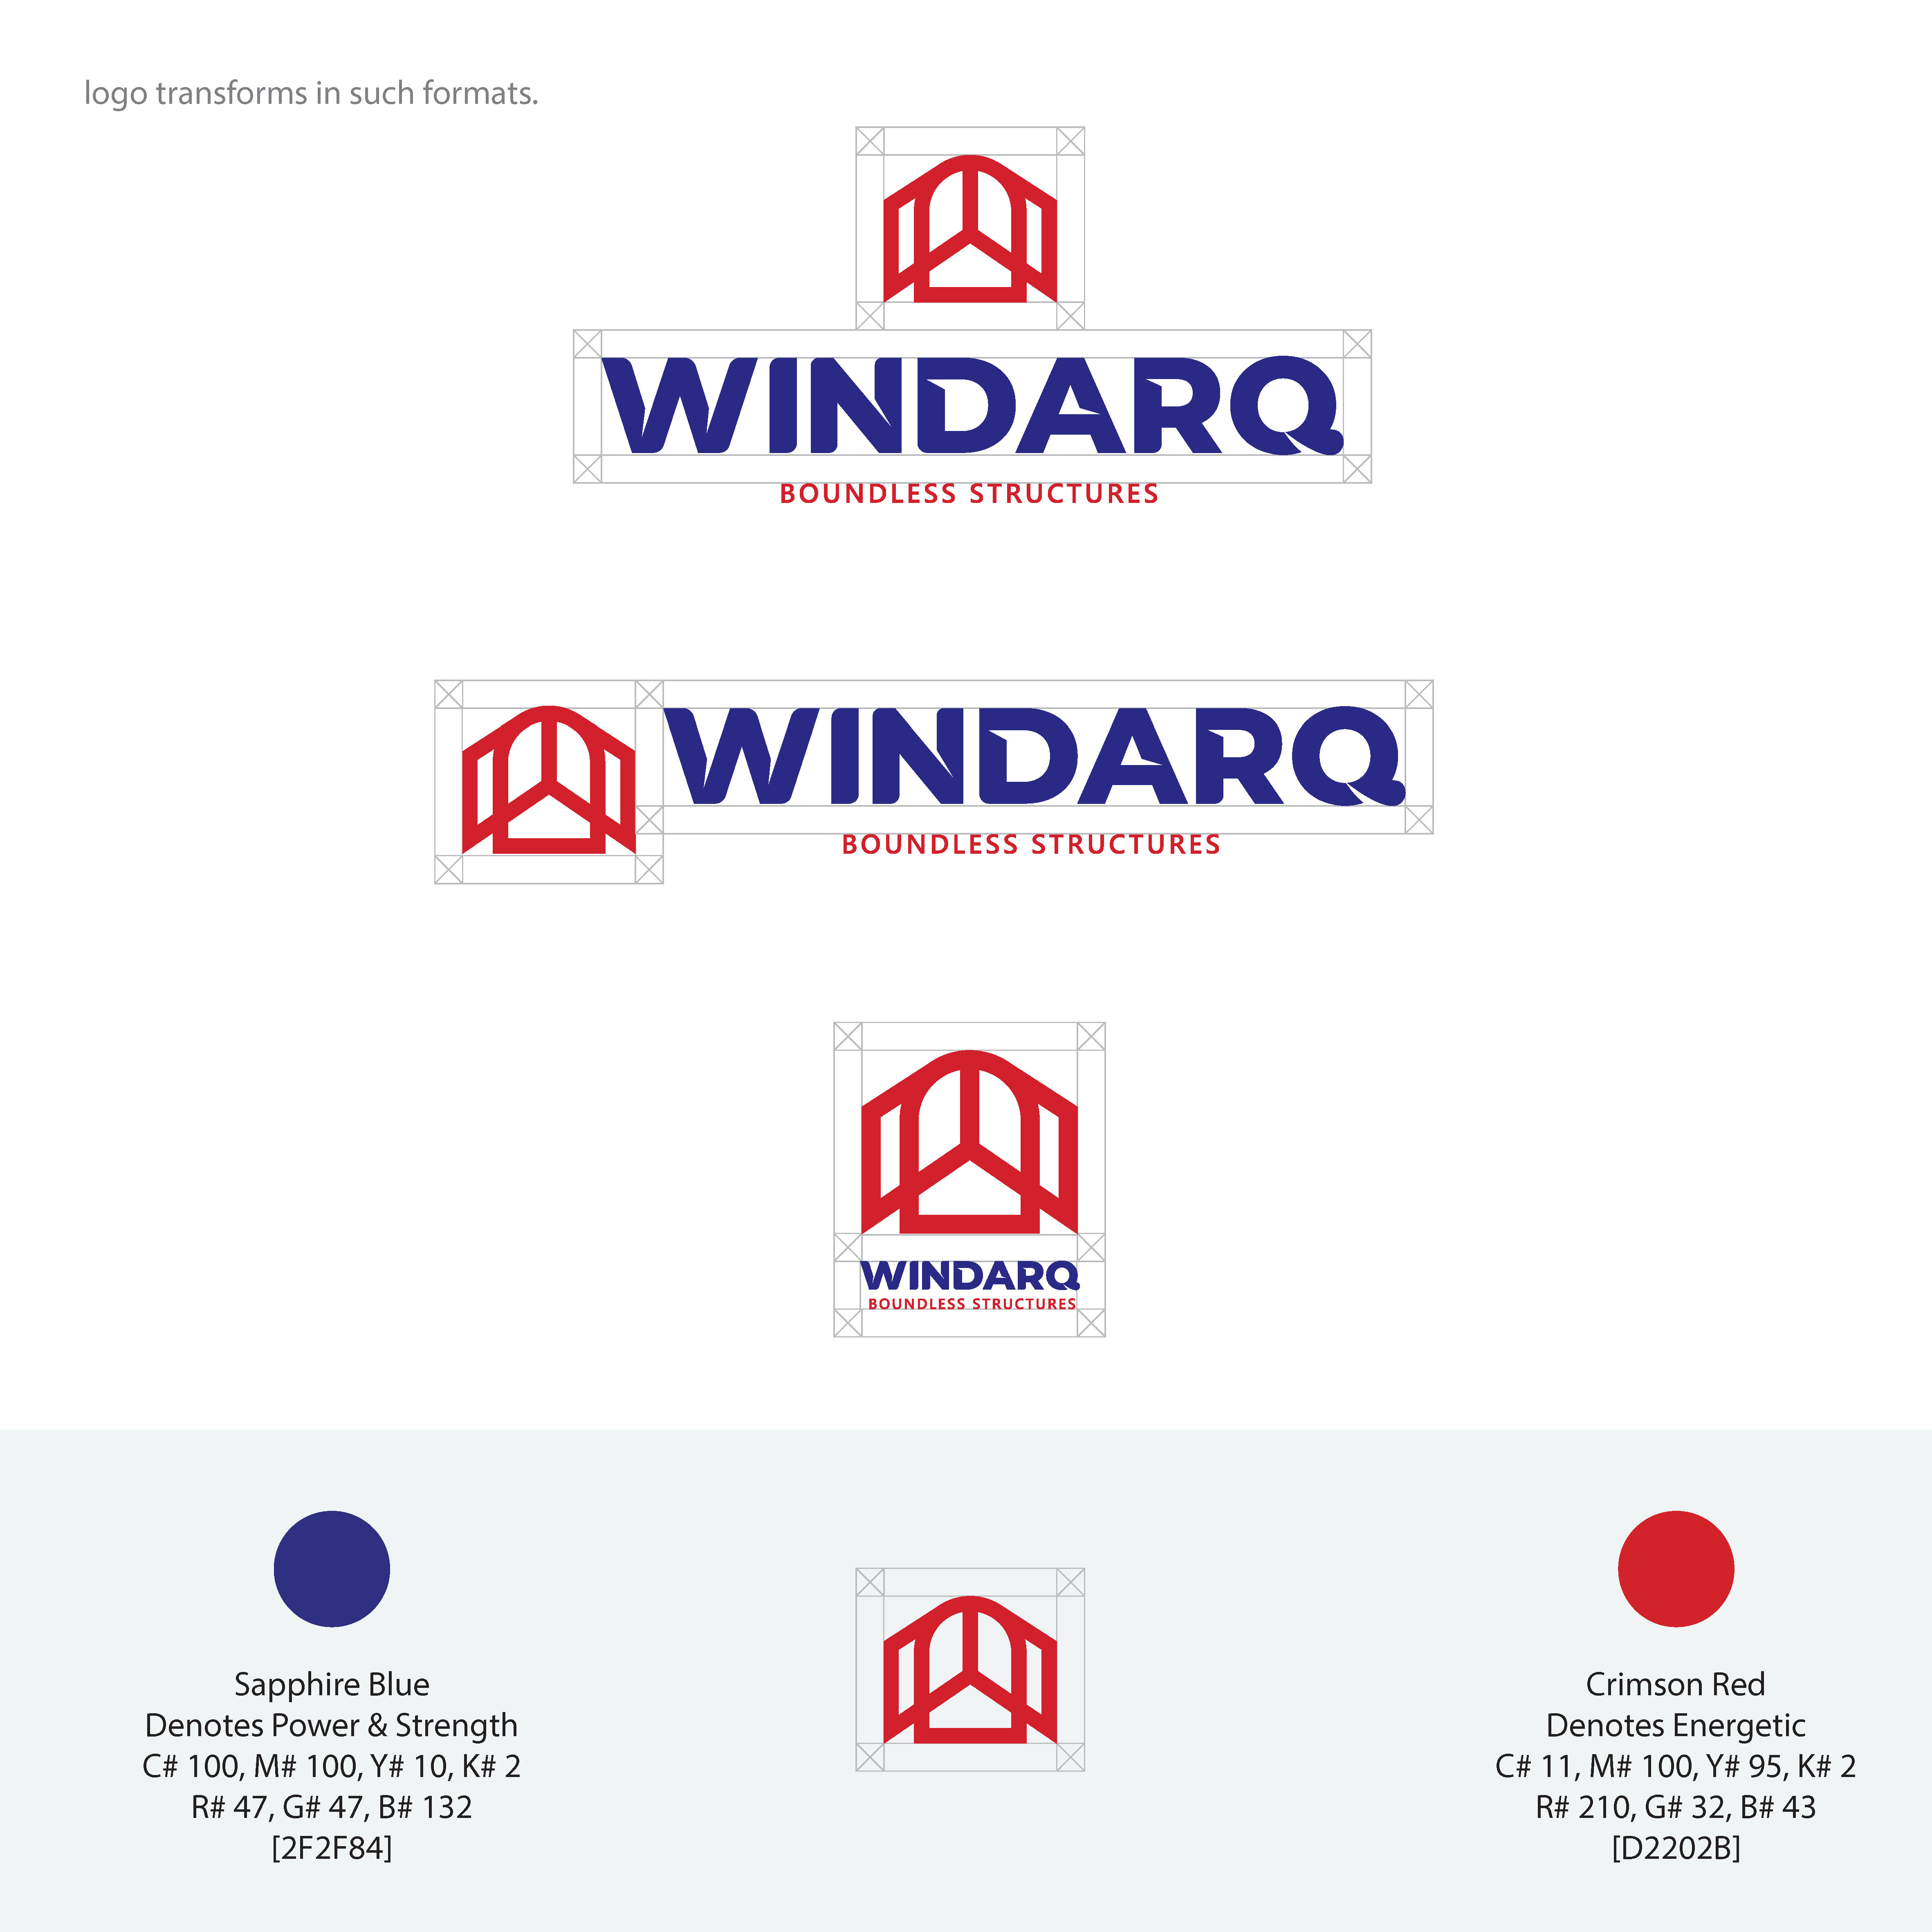 logo transforms in such formats.
WINDARQ
BOUNDLESS STRUCTURES
WINDARQ
BOUNDLESS STRUCTURES
WINDARQ
BOUNDLESS STRUCTURES
Sapphire Blue
Denotes Power & Strength
C# 100, M# 100, Y# 10, K# 2
R# 47, G# 47, B# 132
[2F2F84]
Crimson Red
Denotes Energetic
C# 11, M# 100, Y# 95, K# 2
R# 210, G# 32, B# 43
[D2202B]